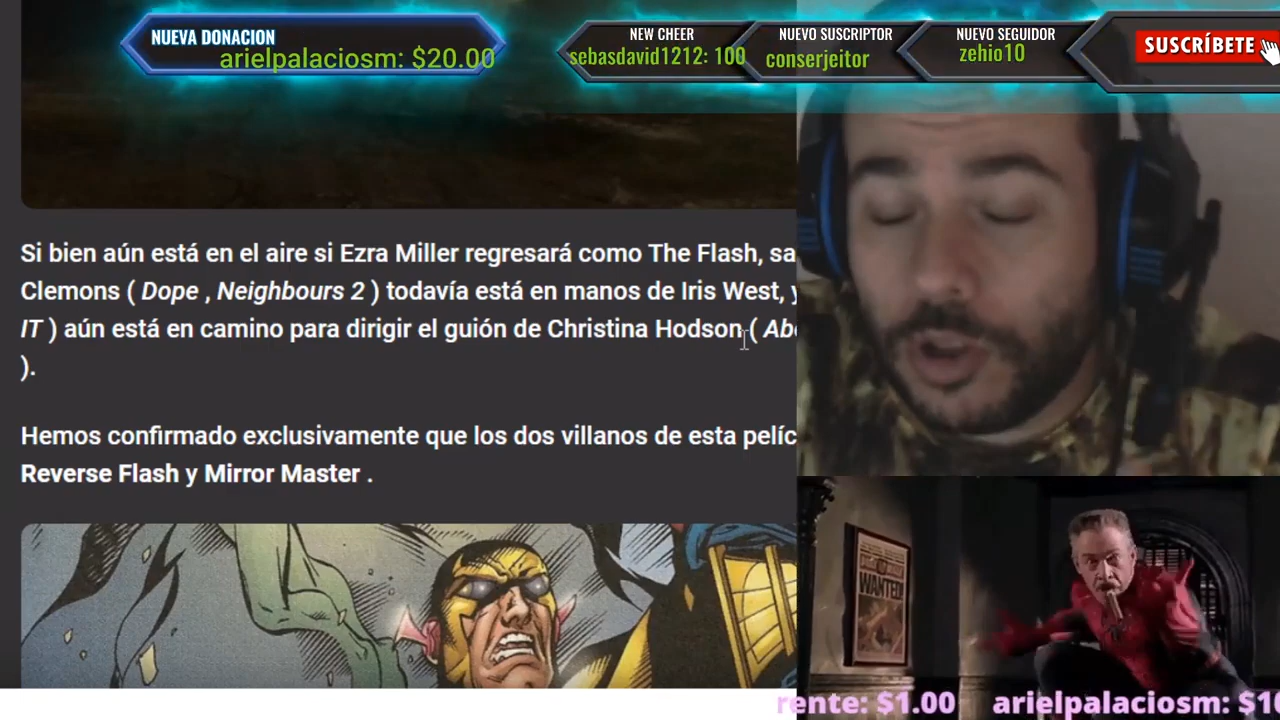 NUEVA DONACION
arielpalaciosm: $20.00
NEW CHEER
sebasdavid1212: 100
NUEVO SUSCRIPTOR
conserjeitor
NUEVO SEGUIDOR
zehio10
SUSCRÍBETE
Si bien aún está en el aire si Ezra Miller regresará como The Flash, sa
Clemons ( Dope , Neighbours 2 ) todavía está en manos de Iris West, y
IT ) aún está en camino para dirigir el guión de Christina Hodson ( Ab
).
Hemos confirmado exclusivamente que los dos villanos de esta pelíc
Reverse Flash y Mirror Master .
WANTED!
rente: $1.00 arielpalaciosm: $10